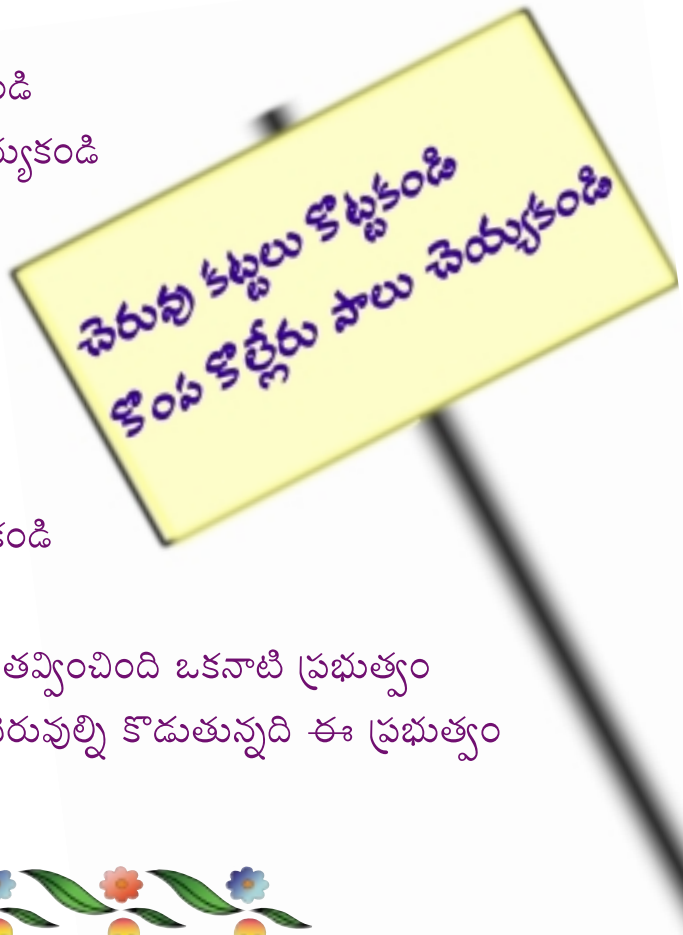 చెరువు కట్టలు కొట్టకండి
కొంప కొల్లేరు పాలు చెయ్యకండి
తవ్వించింది ఒకనాటి ప్రభుత్వం
కొడుతున్నది ఈ ప్రభుత్వం